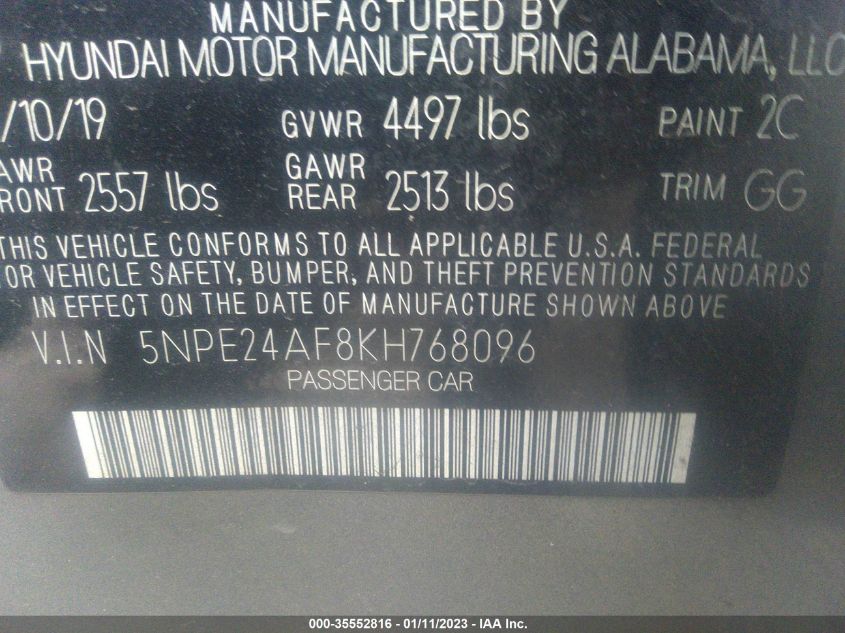 MANUFACTURED BY
HYUNDAI MOTOR MANUFACTURING ALABAMA, LLC
/10/19 GVWR 4497 lbs PAINT 2C
AWR FRONT 2557 lbs GAWR REAR 2513 lbs TRIM GG
THIS VEHICLE CONFORMS TO ALL APPLICABLE U.S.A. FEDERAL
OR VEHICLE SAFETY, BUMPER, AND THEFT PREVENTION STANDARDS
IN EFFECT ON THE DATE OF MANUFACTURE SHOWN ABOVE
V.I.N 5NPE24AF8KH768096
PASSENGER CAR
000-35552816 - 01/11/2023 - IAA Inc.